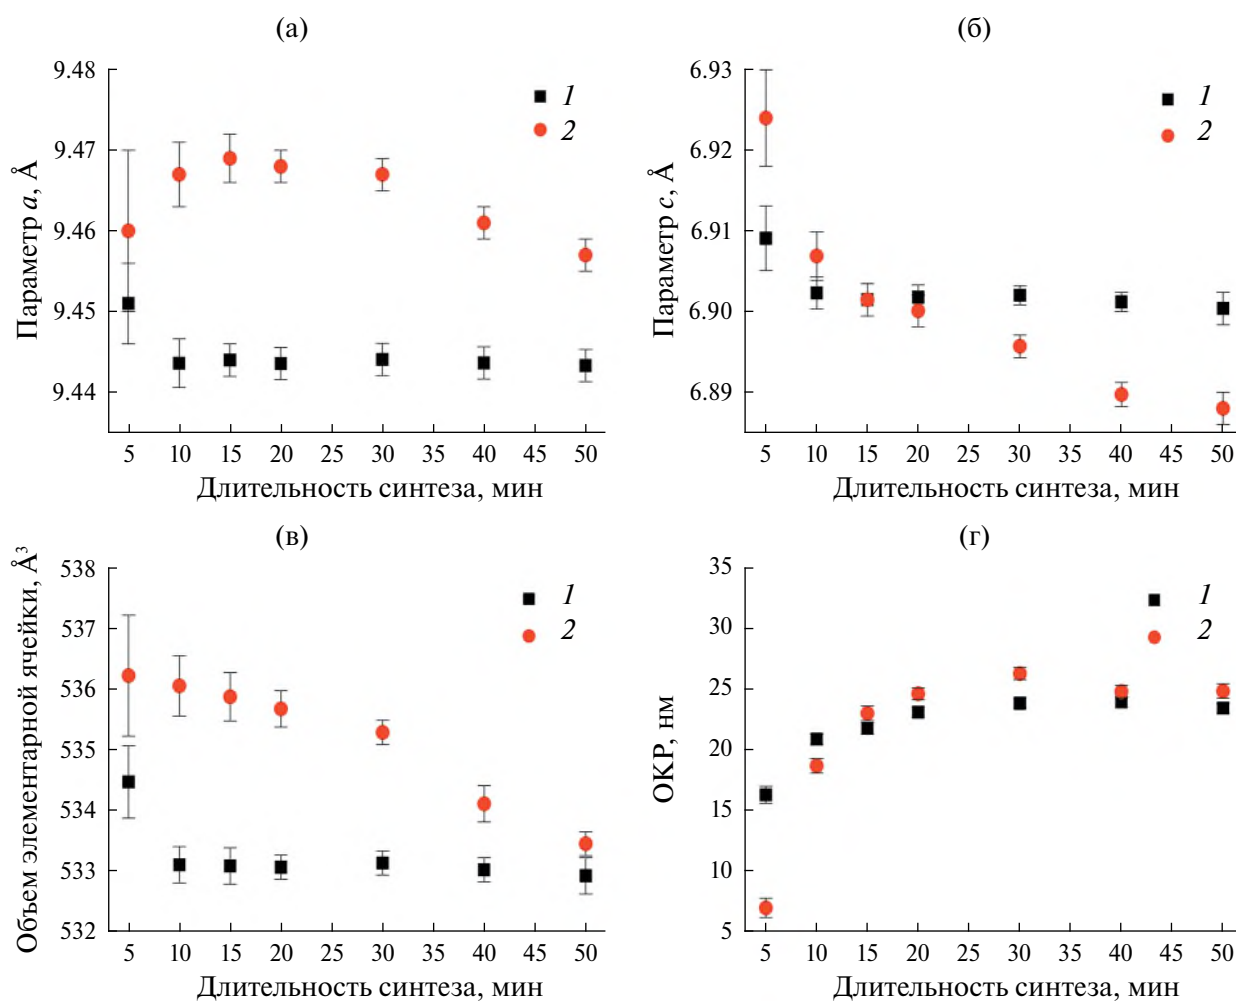 (а)
9.48
9.47
9.46
9.45
9.44
Параметр a, Å
1
2
5 10 15 20 25 30 35 40 45 50
Длительность синтеза, мин
(б)
6.93
6.92
6.91
6.90
6.89
Параметр c, Å
1
2
5 10 15 20 25 30 35 40 45 50
Длительность синтеза, мин
(в)
538
537
536
535
534
533
532
Объем элементарной ячейки, Å³
1
2
5 10 15 20 25 30 35 40 45 50
Длительность синтеза, мин
(г)
35
30
25
20
15
10
5
ОКР, нм
1
2
5 10 15 20 25 30 35 40 45 50
Длительность синтеза, мин